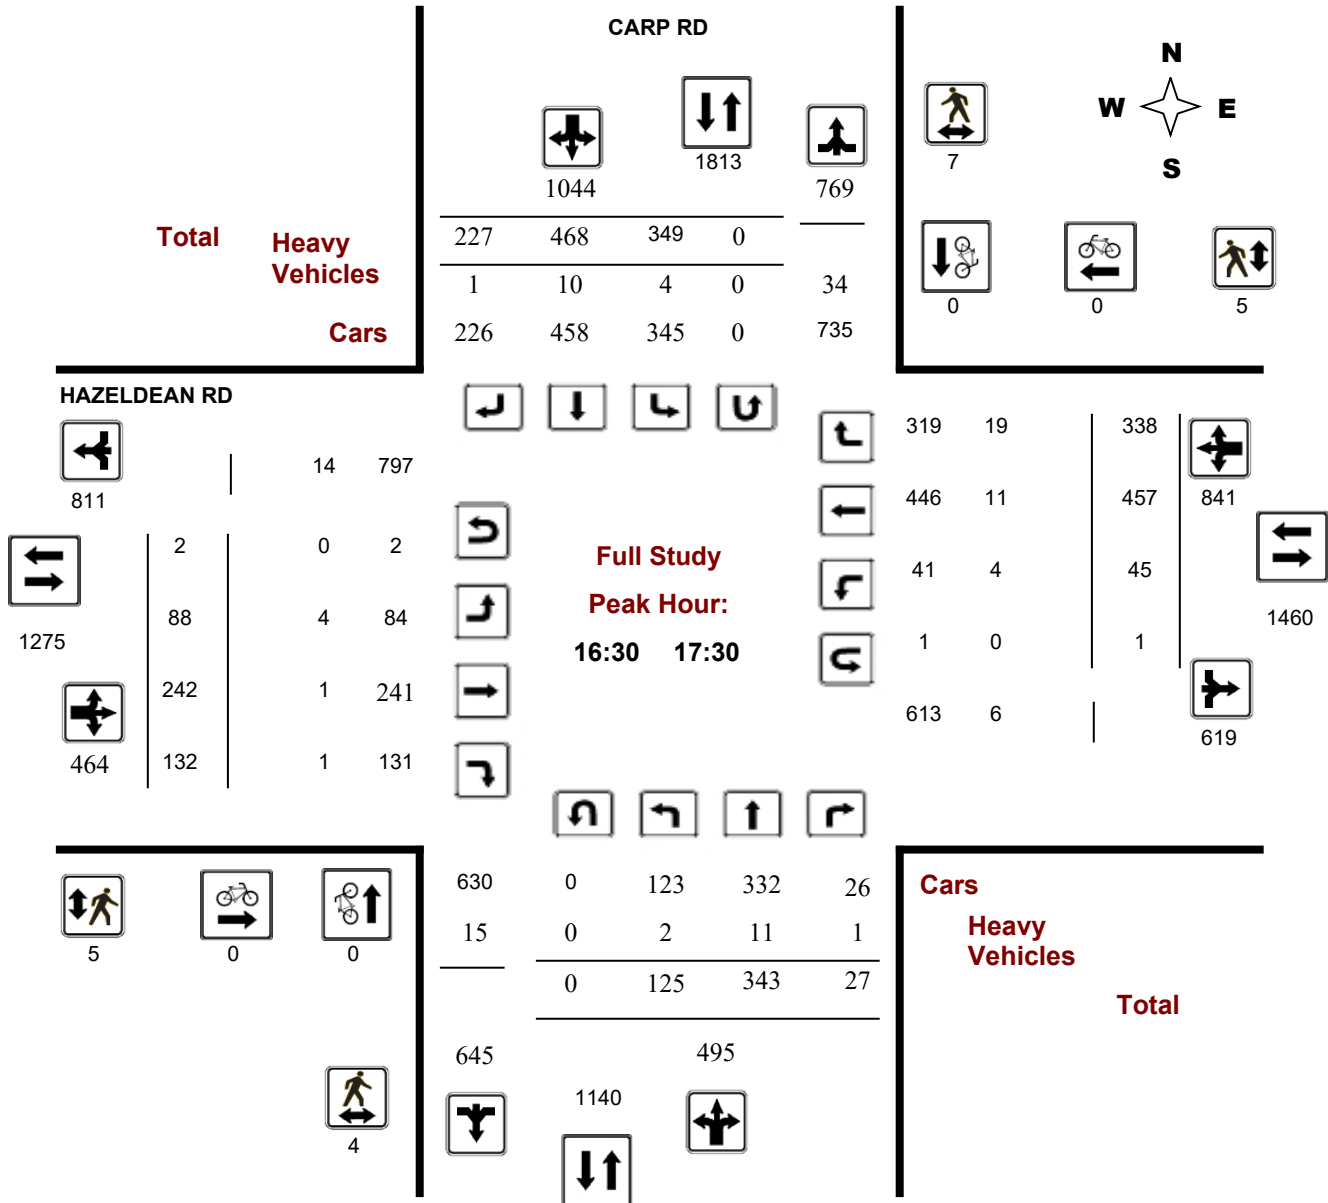 CARP RD
N
W E
S
1044
1813
769
7
Total
Heavy
Vehicles
Cars
227 468 349 0
1 10 4 0 34
226 458 345 0 735
0 0 5
HAZELDEAN RD
811
14 797
2 0 2
88 4 84
1275
242 1 241
464
132 1 131
Full Study
Peak Hour:
16:30 17:30
319 19 338
446 11 457
841
41 4 45
1460
1 0 1
613 6
619
5 0 0
4
630 0 123 332 26
15 0 2 11 1
0 125 343 27
645 495
1140
Cars
Heavy
Vehicles
Total